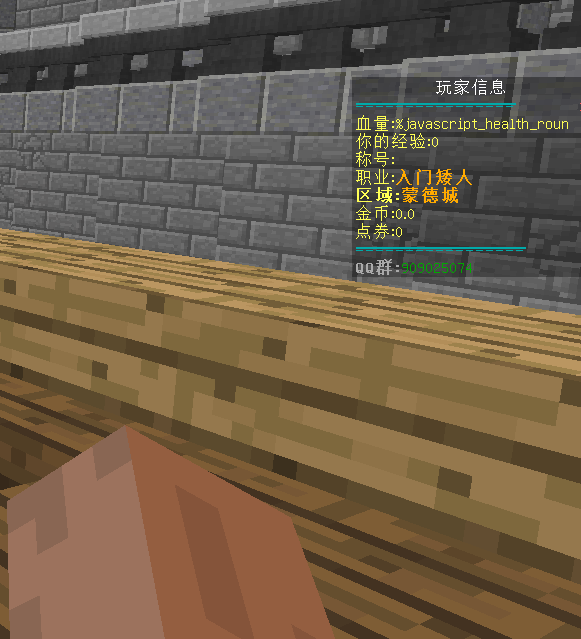 玩家信息
血量:%javascript_health_roun
你的经验:0
称号:
职业:入门矮人
区域:蒙德城
金币:0.0
点券:0
QQ群:909025074